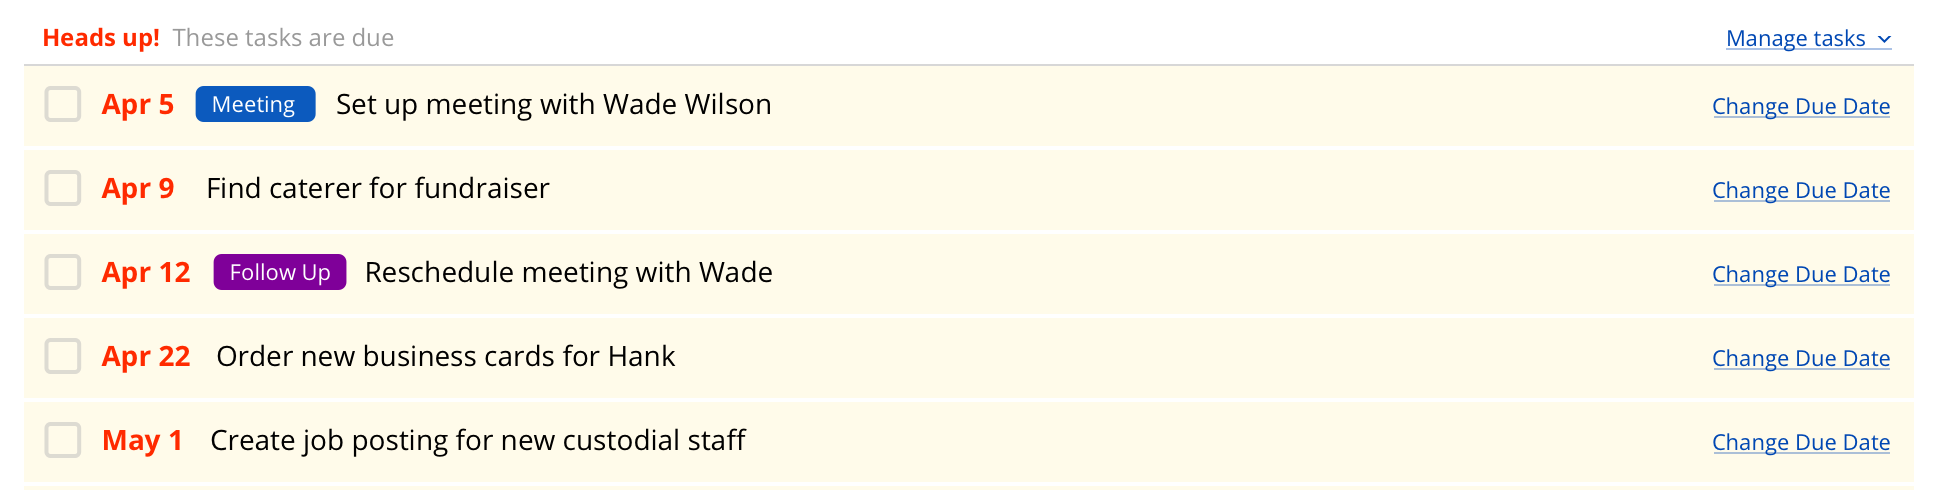 Heads up! These tasks are due Manage tasks
Apr 5 Meeting Set up meeting with Wade Wilson Change Due Date
Apr 9 Find caterer for fundraiser Change Due Date
Apr 12 Follow Up Reschedule meeting with Wade Change Due Date
Apr 22 Order new business cards for Hank Change Due Date
May 1 Create job posting for new custodial staff Change Due Date